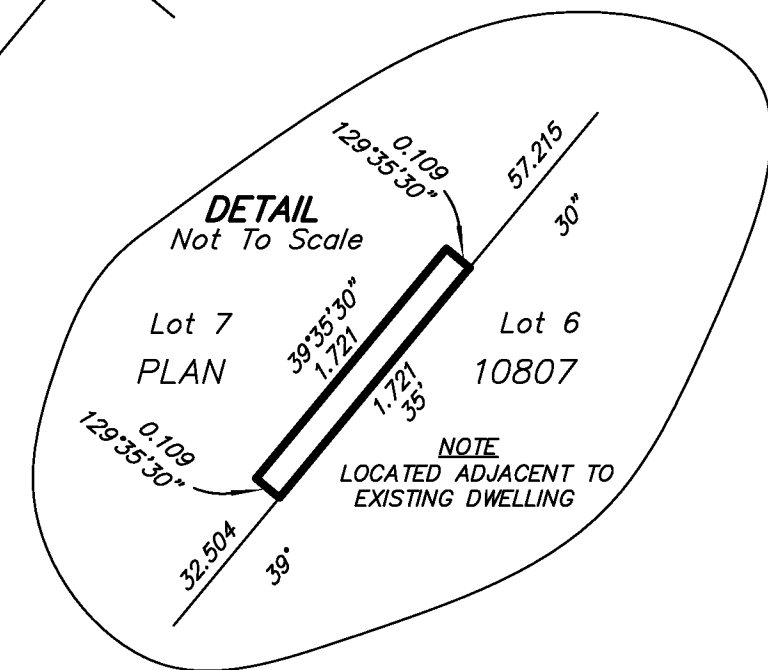 0.109
129°35'30"
57.215
30"
DETAIL
Not To Scale
Lot 7
PLAN
39°35'30"
1.721
Lot 6
10807
1.721
35'
0.109
129°35'30"
NOTE
LOCATED ADJACENT TO
EXISTING DWELLING
32.504
39°